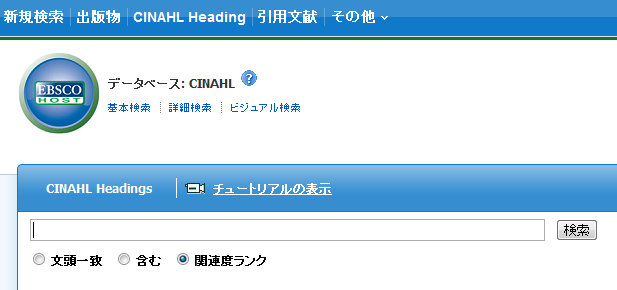 新規検索 出版物 CINAHL Heading 引用文献 その他
EBSCO
HOST
データベース: CINAHL ?
基本検索 詳細検索 ビジュアル検索
CINAHL Headings チュートリアルの表示
検索
文頭一致 含む 関連度ランク